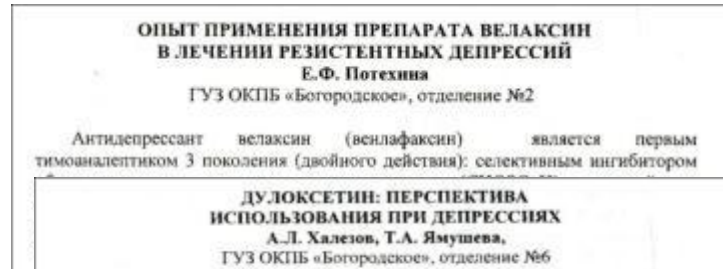 ОПЫТ ПРИМЕНЕНИЯ ПРЕПАРАТА ВЕЛАКСИН
В ЛЕЧЕНИИ РЕЗИСТЕНТНЫХ ДЕПРЕССИЙ
Е.Ф. Потехина
ГУЗ ОКПБ «Богородское», отделение №2
Антидепрессант велаксин (венлафаксин) является первым
тимоаналептиком 3 поколения (двойного действия): селективным ингибитором
ДУЛОКСЕТИН: ПЕРСПЕКТИВА
ИСПОЛЬЗОВАНИЯ ПРИ ДЕПРЕССИЯХ
А.Л. Халезов, Т.А. Ямушева,
ГУЗ ОКПБ «Богородское», отделение №6